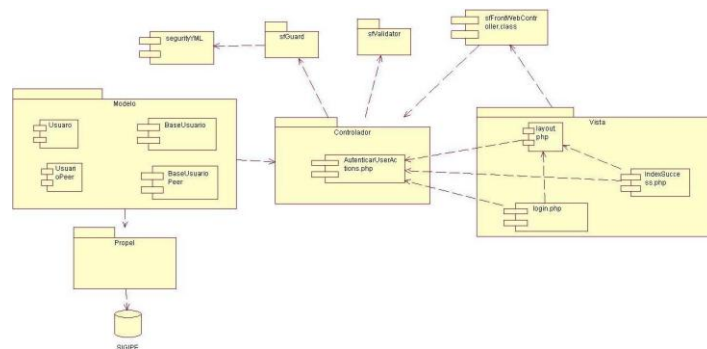 segurityYML
sfGuard
sfValidator
sfFrontWebContr
oller.class
Modelo
Usuaro
BaseUsuario
Usuari
oPeer
BaseUsuario
Peer
Controlador
AutenticarUserAc
tions.php
Vista
layout.
php
IndexSucce
ss.php
login.php
Propel
SIGIPE